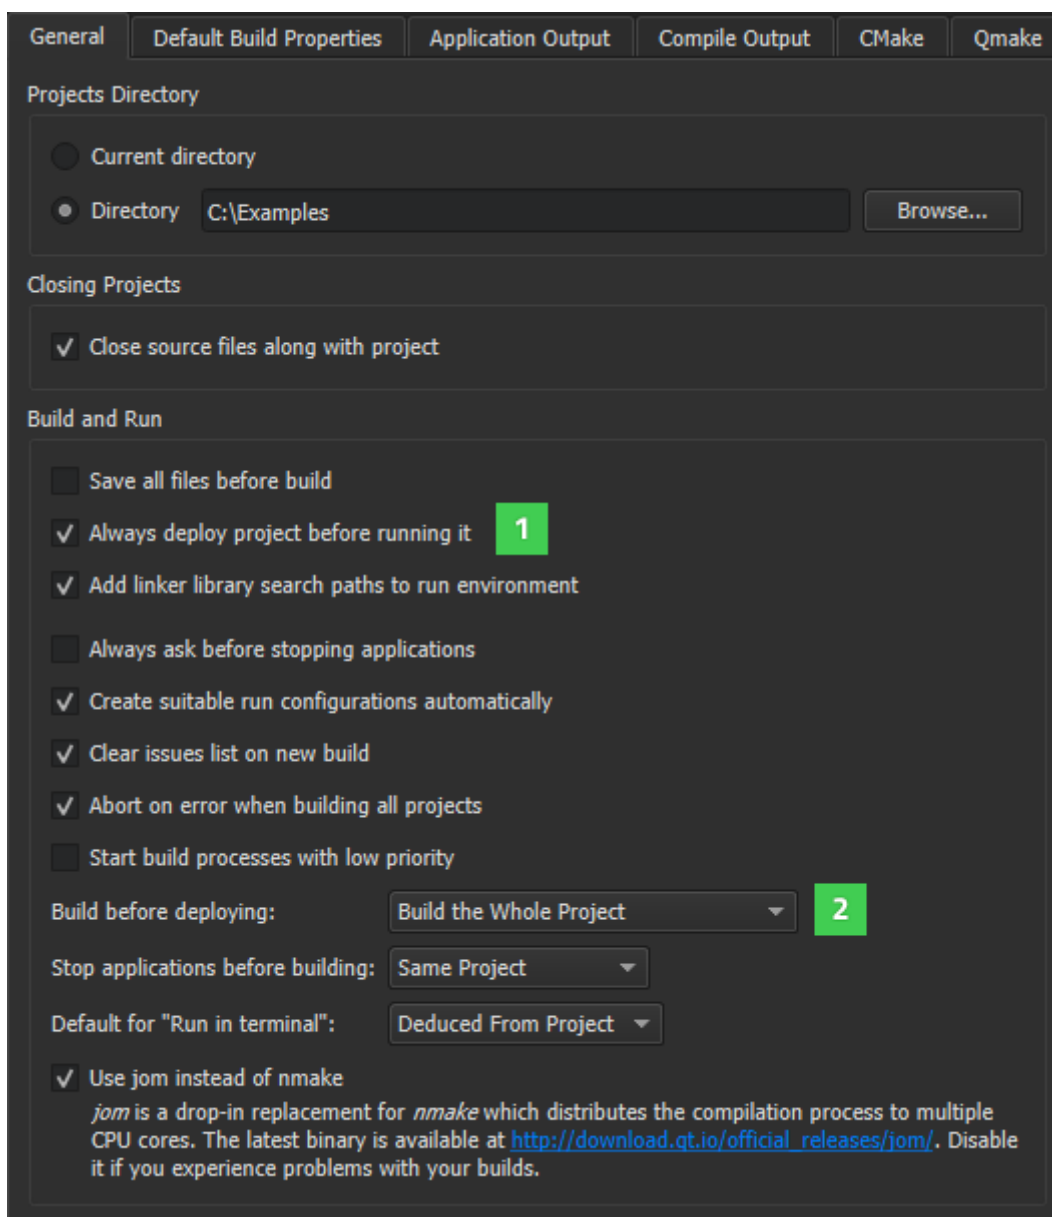 General Default Build Properties Application Output Compile Output CMake Qmake
Projects Directory
Current directory
Directory C:\Examples Browse...
Closing Projects
Close source files along with project
Build and Run
Save all files before build
Always deploy project before running it 1
Add linker library search paths to run environment
Always ask before stopping applications
Create suitable run configurations automatically
Clear issues list on new build
Abort on error when building all projects
Start build processes with low priority
Build before deploying: Build the Whole Project 2
Stop applications before building: Same Project
Default for "Run in terminal": Deduced From Project
Use jom instead of nmake
jom is a drop-in replacement for nmake which distributes the compilation process to multiple
CPU cores. The latest binary is available at http://download.qt.io/official_releases/jom/. Disable
it if you experience problems with your builds.